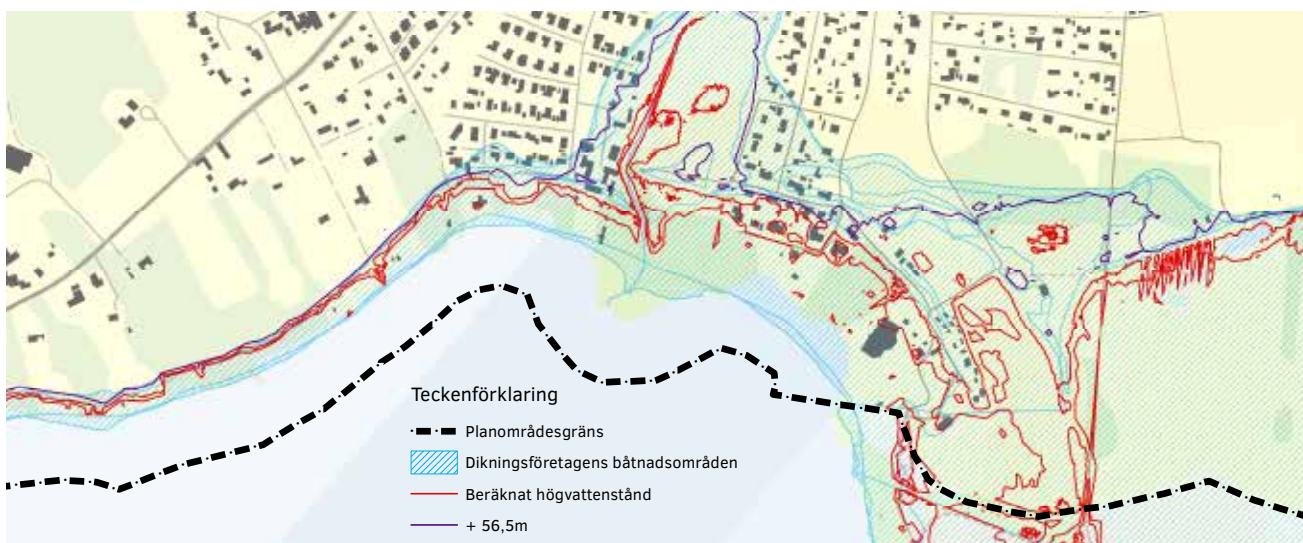 Teckenförklaring
Planområdesgräns
Dikningsföretagens båtnadsområden
Beräknat högvattenstånd
+ 56,5m